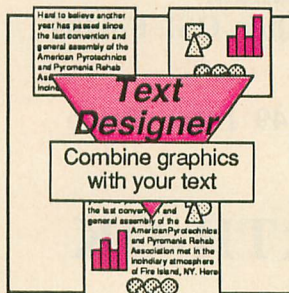 Hard to believe another
year has passed since
the last convention and
general assembly of the
American Pyrotechnics
and Pyromania Rehab
Text
Designer
Combine graphics
with your text
the last convention and
general assembly of the
American Pyrotechnics
and Pyromania Rehab
Association met in the
incindiary atmosphere
of Fire Island, NY. Here